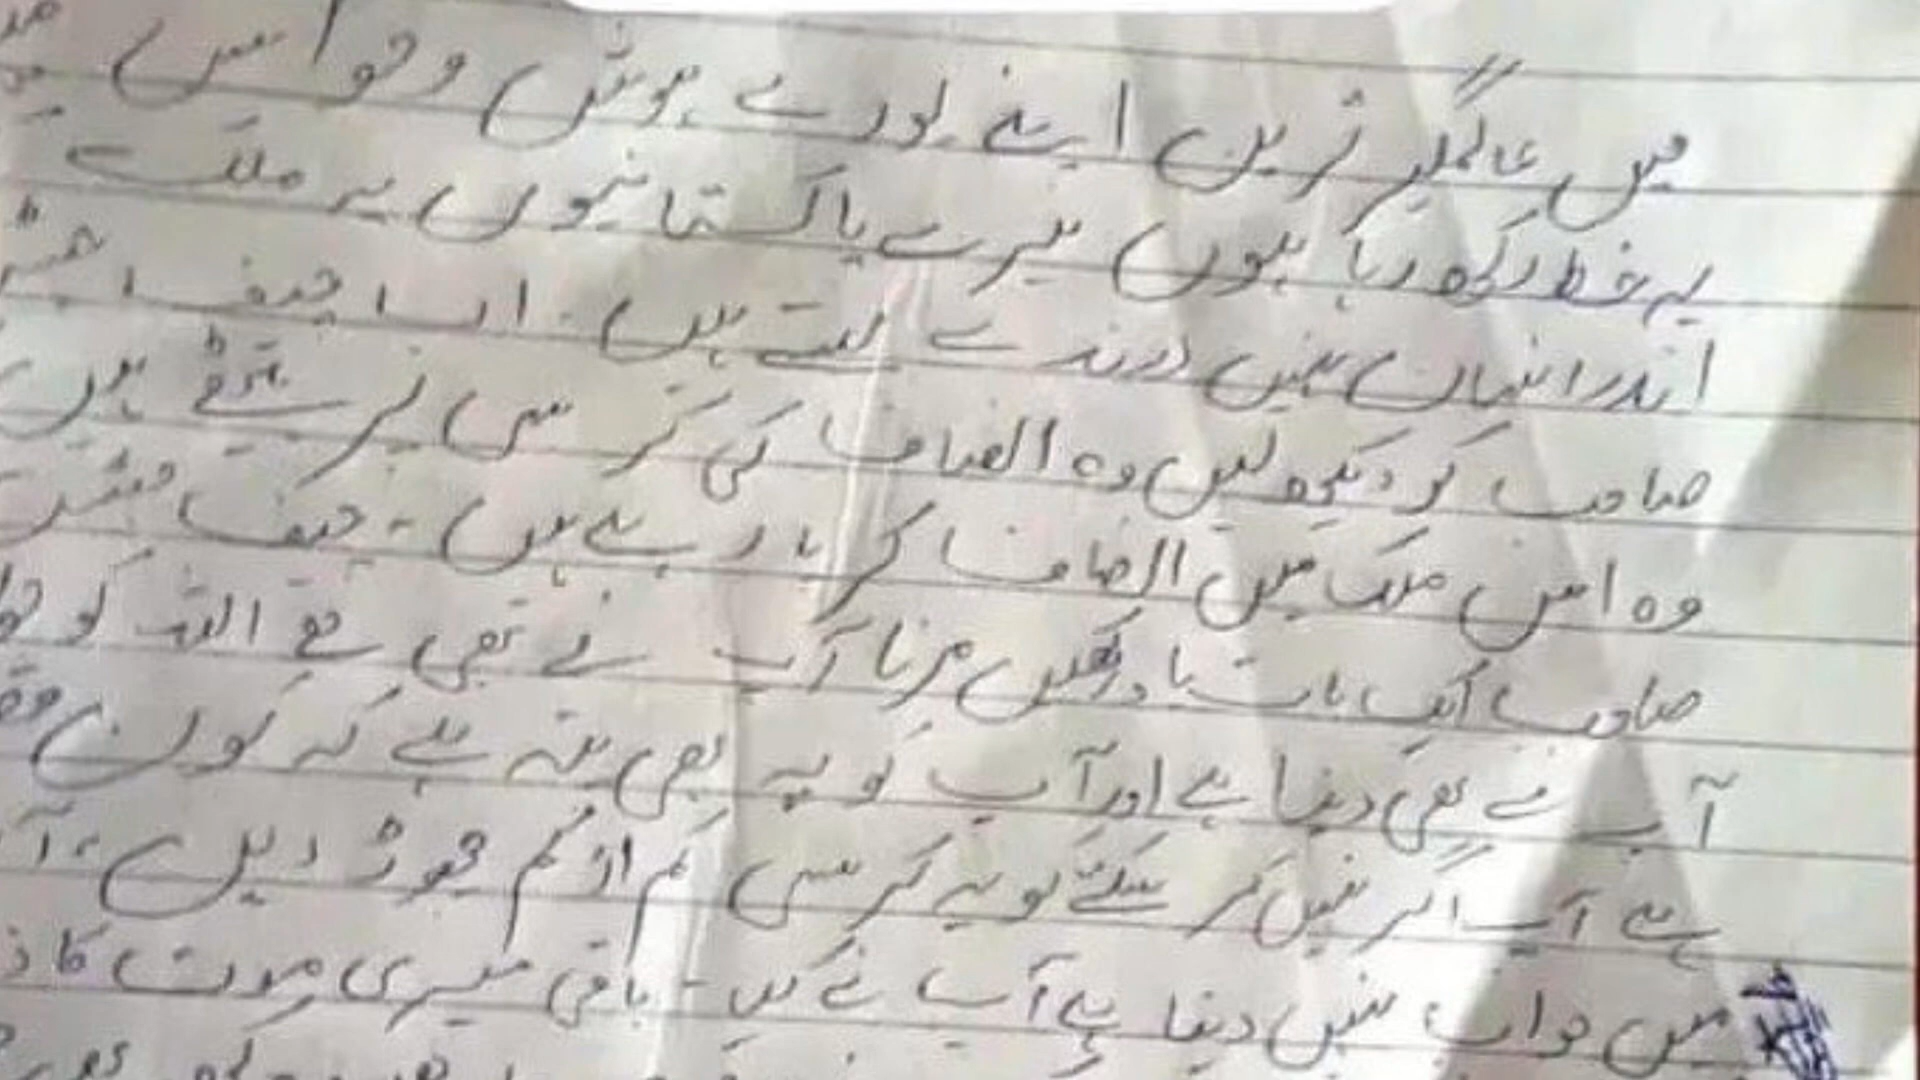 میں عالمگیر ترین اپنے پورے ہوش و حواس میں
یہ خط لکھ رہا ہوں میرے پاکستانیوں یہ ملک ہے
اندر انسان نہیں درندے بستے ہیں۔ اب چیف
صاحب کو دیکھ لیں وہ انصاف کی کرسی پر بیٹھے ہیں
وہ اس ملک میں انصاف کر پا رہے ہیں۔ چیف جسٹس
صاحب ایک بات یاد رکھیں مرنا آپ نے بھی ہے اللہ کو
آپ نے بھی دینا ہے اور آپ کو یہ بھی پتہ ہے کہ کون
ہے آپ اگر نہیں کر سکتے تو یہ کرسی کم از کم چھوڑ دیں۔
میں جواب نہیں دینا ہے آپ نے۔ باقی میری موت کا